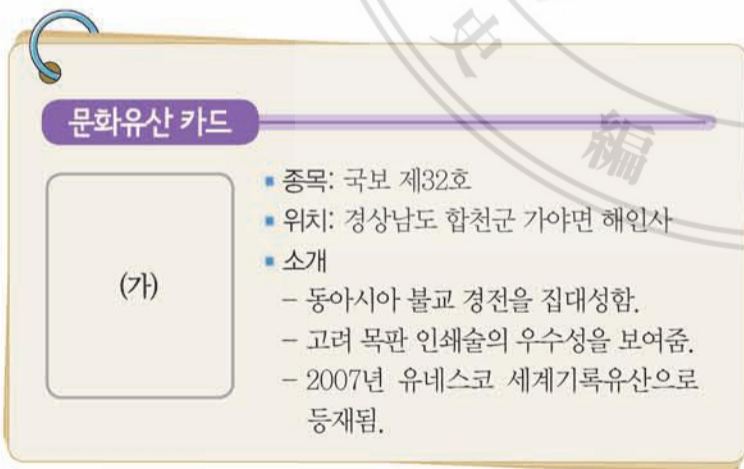 史
編
문화유산 카드
(가)
▪ 종목: 국보 제32호
▪ 위치: 경상남도 합천군 가야면 해인사
▪ 소개
– 동아시아 불교 경전을 집대성함.
– 고려 목판 인쇄술의 우수성을 보여줌.
– 2007년 유네스코 세계기록유산으로
등재됨.